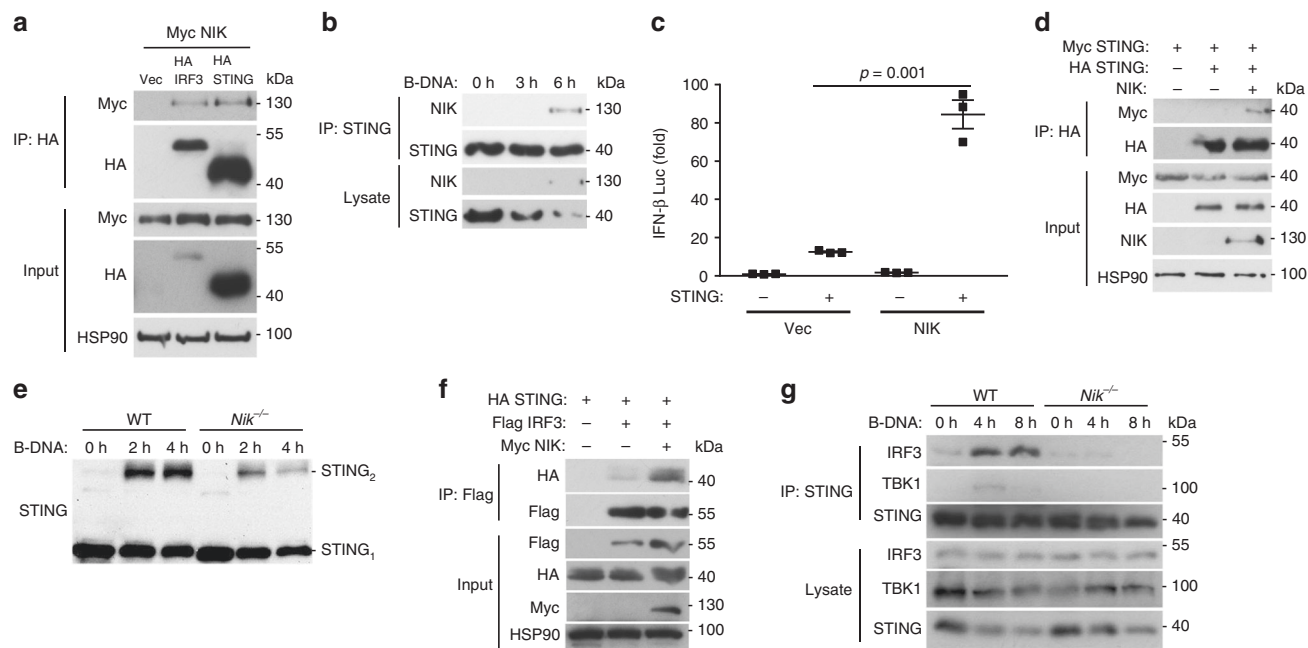 a
Myc NIK
Vec HA IRF3 HA STING kDa
IP: HA
Myc - 130
HA - 55
- 40
Input
Myc - 130
HA - 55
- 40
HSP90 - 100
b
B-DNA: 0 h 3 h 6 h kDa
IP: STING
NIK - 130
STING - 40
Lysate
NIK - 130
STING - 40
c
p = 0.001
IFN-β Luc (fold)
100
80
60
40
20
0
STING: – + – +
Vec NIK
d
Myc STING: + + +
HA STING: – + +
NIK: – – + kDa
IP: HA
Myc - 40
HA - 40
Input
Myc - 40
HA - 40
NIK - 130
HSP90 - 100
e
WT Nik–/–
B-DNA: 0 h 2 h 4 h 0 h 2 h 4 h
STING
- STING2
- STING1
f
HA STING: + + +
Flag IRF3: – + +
Myc NIK: – – + kDa
IP: Flag
HA - 40
Flag - 55
Input
Flag - 55
HA - 40
Myc - 130
HSP90 - 100
g
WT Nik–/–
B-DNA: 0 h 4 h 8 h 0 h 4 h 8 h kDa
IP: STING
IRF3 - 55
TBK1 - 100
STING - 40
Lysate
IRF3 - 55
TBK1 - 100
STING - 40